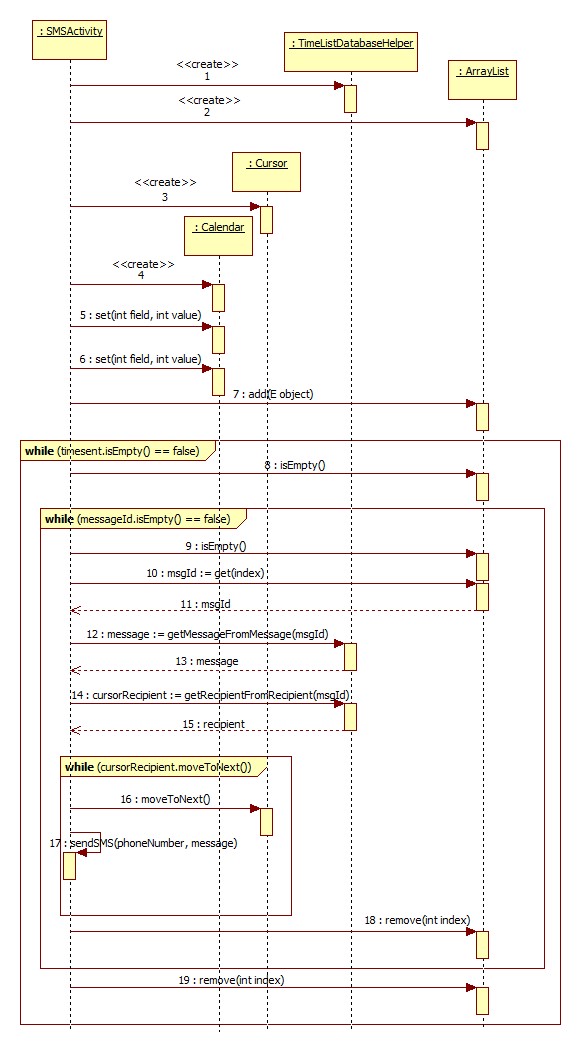 : SMSActivity
: TimeListDatabaseHelper
: ArrayList
<<create>>
1
<<create>>
2
: Cursor
<<create>>
3
: Calendar
<<create>>
4
5 : set(int field, int value)
6 : set(int field, int value)
7 : add(E object)
while (timesent.isEmpty() == false)
8 : isEmpty()
while (messageId.isEmpty() == false)
9 : isEmpty()
10 : msgId := get(index)
11 : msgId
12 : message := getMessageFromMessage(msgId)
13 : message
14 : cursorRecipient := getRecipientFromRecipient(msgId)
15 : recipient
while (cursorRecipient.moveToNext())
16 : moveToNext()
17 : sendSMS(phoneNumber, message)
18 : remove(int index)
19 : remove(int index)